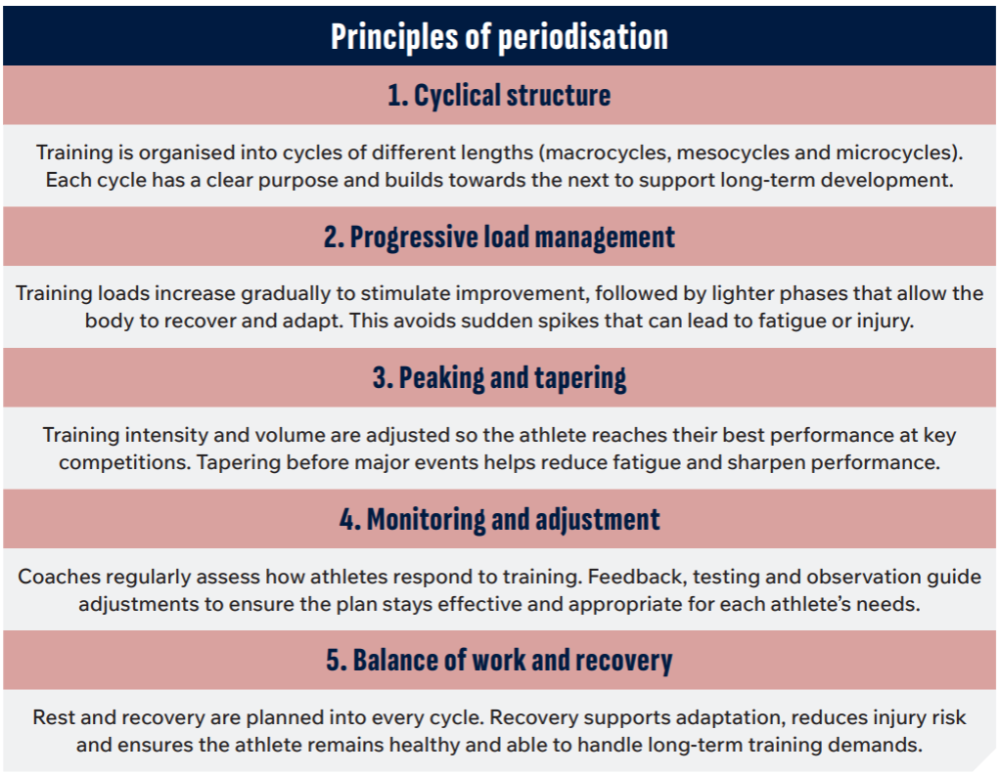 Principles of periodisation
1. Cyclical structure
Training is organised into cycles of different lengths (macrocycles, mesocycles and microcycles).
Each cycle has a clear purpose and builds towards the next to support long-term development.
2. Progressive load management
Training loads increase gradually to stimulate improvement, followed by lighter phases that allow the
body to recover and adapt. This avoids sudden spikes that can lead to fatigue or injury.
3. Peaking and tapering
Training intensity and volume are adjusted so the athlete reaches their best performance at key
competitions. Tapering before major events helps reduce fatigue and sharpen performance.
4. Monitoring and adjustment
Coaches regularly assess how athletes respond to training. Feedback, testing and observation guide
adjustments to ensure the plan stays effective and appropriate for each athlete’s needs.
5. Balance of work and recovery
Rest and recovery are planned into every cycle. Recovery supports adaptation, reduces injury risk
and ensures the athlete remains healthy and able to handle long-term training demands.